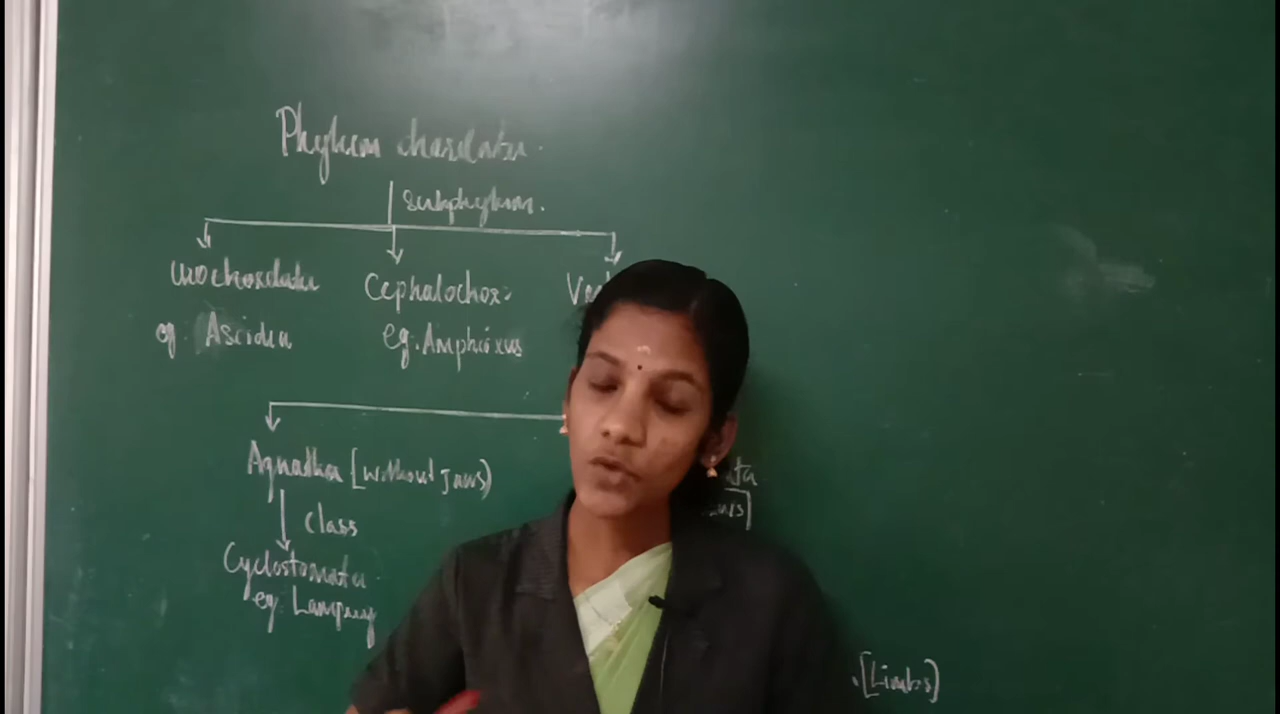 Phylum chordata.
subphylum.
Urochordata Cephalochor:
eg. Ascidia eg. Amphioxus
Agnatha [without Jaws)
class
Cyclostomata
eg: Lamprey
[Limbs)